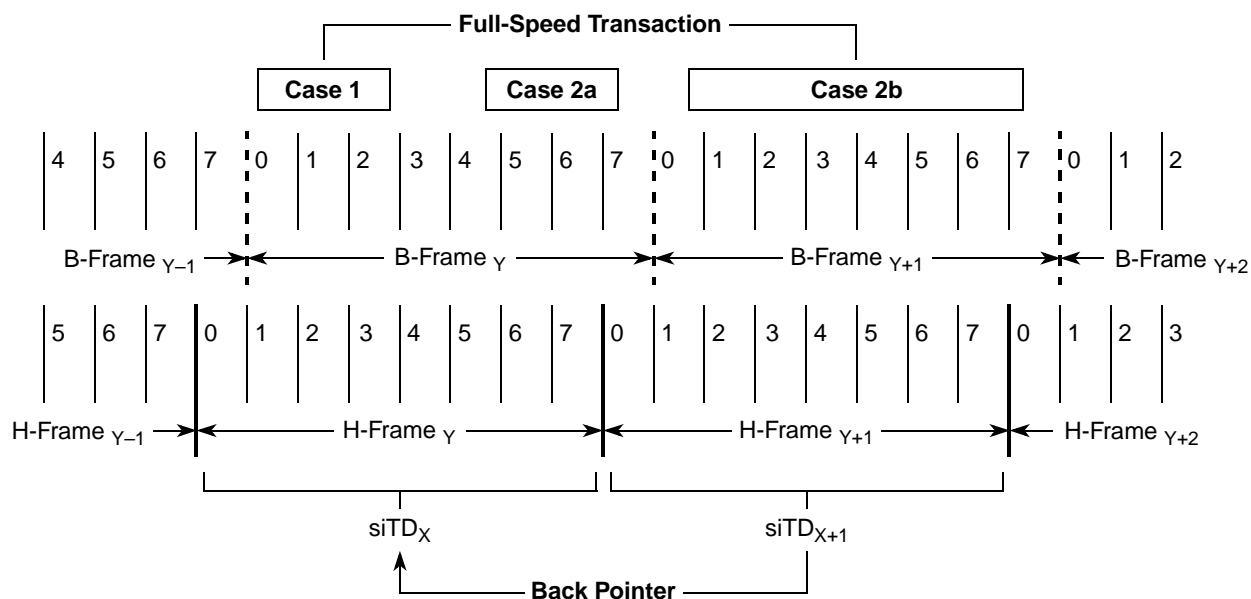 Full-Speed Transaction
Case 1 Case 2a Case 2b
4 5 6 7 0 1 2 3 4 5 6 7 0 1 2 3 4 5 6 7 0 1 2
B-Frame Y–1 B-Frame Y B-Frame Y+1 B-Frame Y+2
5 6 7 0 1 2 3 4 5 6 7 0 1 2 3 4 5 6 7 0 1 2 3
H-Frame Y–1 H-Frame Y H-Frame Y+1 H-Frame Y+2
siTDX siTDX+1
Back Pointer